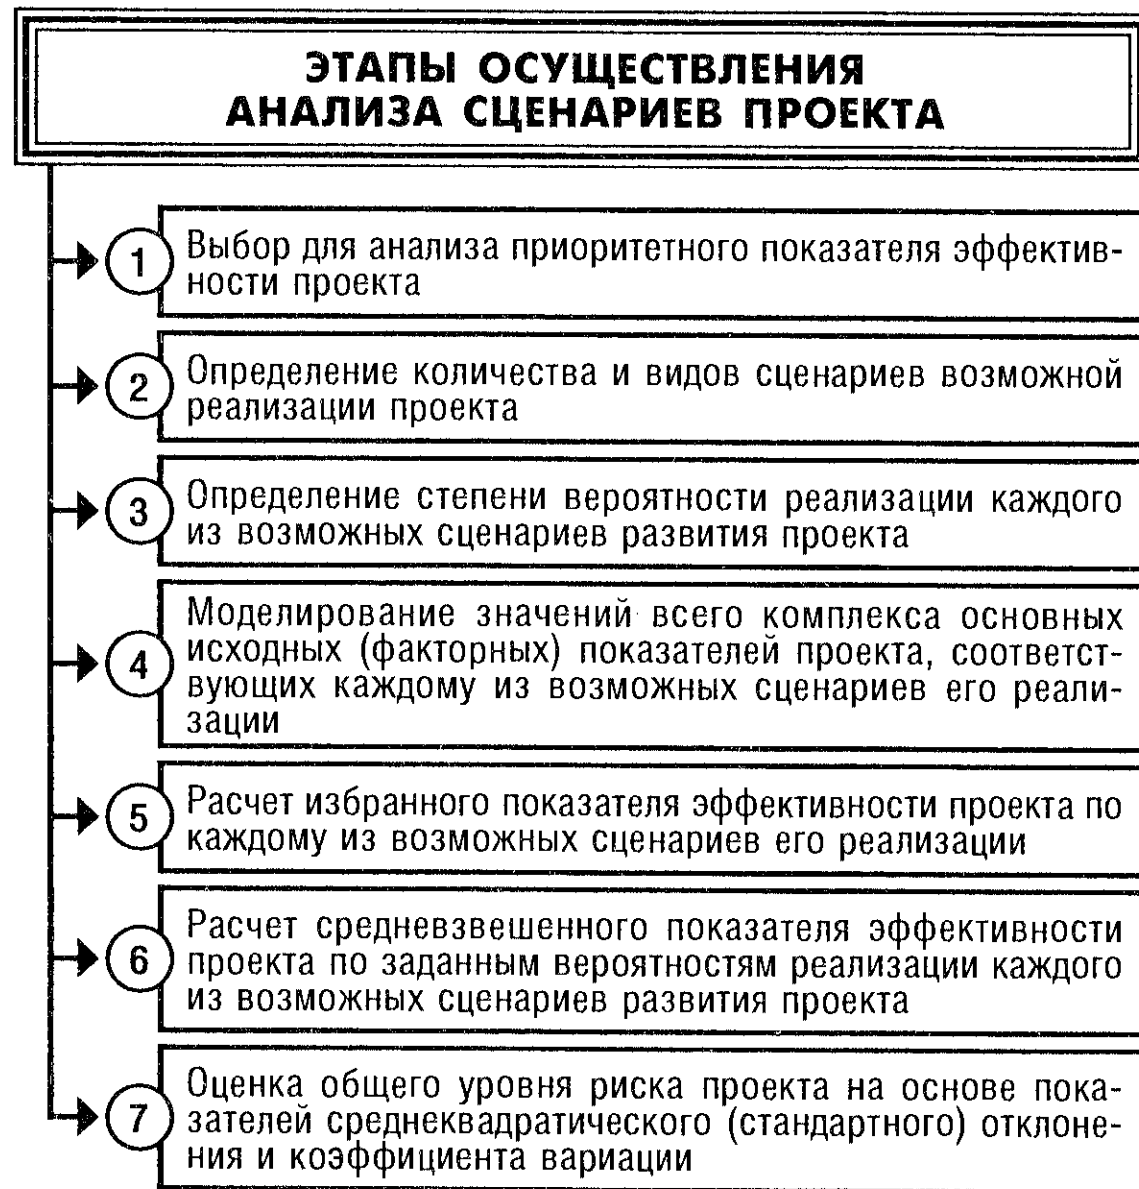 ЭТАПЫ ОСУЩЕСТВЛЕНИЯ
АНАЛИЗА СЦЕНАРИЕВ ПРОЕКТА
1
Выбор для анализа приоритетного показателя эффектив-
ности проекта
2
Определение количества и видов сценариев возможной
реализации проекта
3
Определение степени вероятности реализации каждого
из возможных сценариев развития проекта
4
Моделирование значений всего комплекса основных
исходных (факторных) показателей проекта, соответст-
вующих каждому из возможных сценариев его реали-
зации
5
Расчет избранного показателя эффективности проекта по
каждому из возможных сценариев его реализации
6
Расчет средневзвешенного показателя эффективности
проекта по заданным вероятностям реализации каждого
из возможных сценариев развития проекта
7
Оценка общего уровня риска проекта на основе пока-
зателей среднеквадратического (стандартного) отклоне-
ния и коэффициента вариации